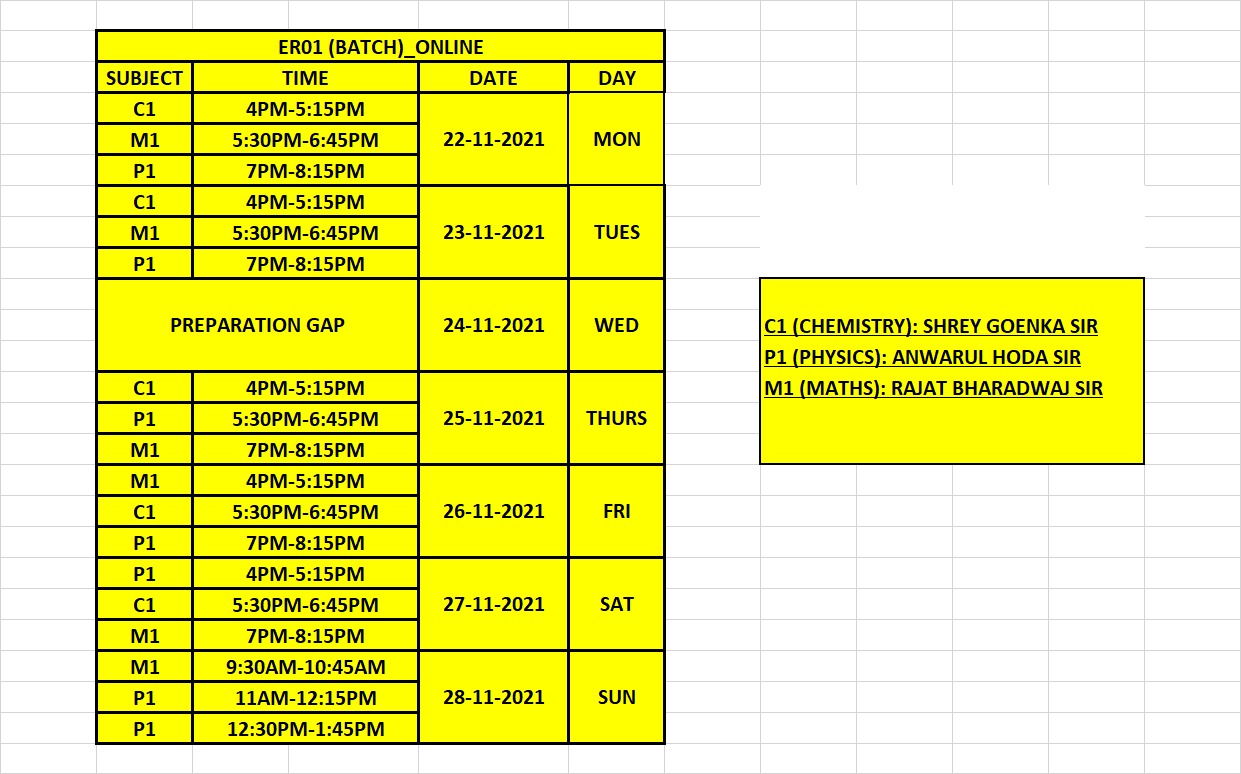 ER01 (BATCH)_ONLINE
SUBJECT TIME DATE DAY
C1 4PM-5:15PM
M1 5:30PM-6:45PM 22-11-2021 MON
P1 7PM-8:15PM
C1 4PM-5:15PM
M1 5:30PM-6:45PM 23-11-2021 TUES
P1 7PM-8:15PM
PREPARATION GAP 24-11-2021 WED
C1 4PM-5:15PM
P1 5:30PM-6:45PM 25-11-2021 THURS
M1 7PM-8:15PM
M1 4PM-5:15PM
C1 5:30PM-6:45PM 26-11-2021 FRI
P1 7PM-8:15PM
P1 4PM-5:15PM
C1 5:30PM-6:45PM 27-11-2021 SAT
M1 7PM-8:15PM
M1 9:30AM-10:45AM
P1 11AM-12:15PM 28-11-2021 SUN
P1 12:30PM-1:45PM
C1 (CHEMISTRY): SHREY GOENKA SIR
P1 (PHYSICS): ANWARUL HODA SIR
M1 (MATHS): RAJAT BHARADWAJ SIR